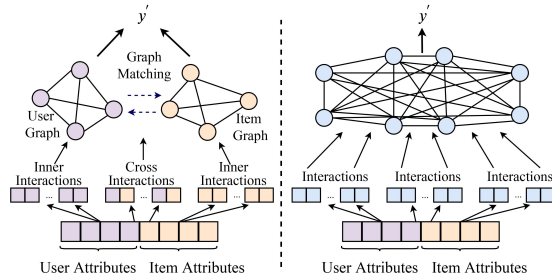 y'
Graph
Matching
User
Graph
Item
Graph
Inner
Interactions
Cross
Interactions
Inner
Interactions
...
...
...
User Attributes
Item Attributes
y'
Interactions
Interactions
Interactions
...
...
...
User Attributes
Item Attributes